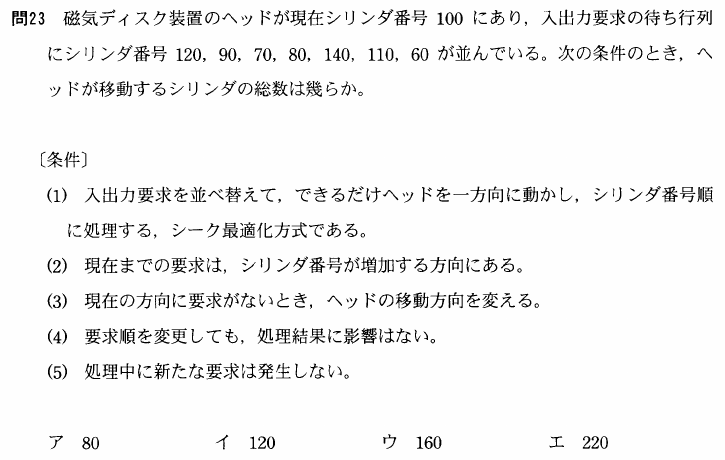 問23 磁気ディスク装置のヘッドが現在シリンダ番号 100 にあり，入出力要求の待ち行列
にシリンダ番号 120，90，70，80，140，110，60 が並んでいる。次の条件のとき，ヘ
ッドが移動するシリンダの総数は幾らか。
〔条件〕
(1) 入出力要求を並べ替えて，できるだけヘッドを一方向に動かし，シリンダ番号順
に処理する，シーク最適化方式である。
(2) 現在までの要求は，シリンダ番号が増加する方向にある。
(3) 現在の方向に要求がないとき，ヘッドの移動方向を変える。
(4) 要求順を変更しても，処理結果に影響はない。
(5) 処理中に新たな要求は発生しない。
ア 80 イ 120 ウ 160 エ 220